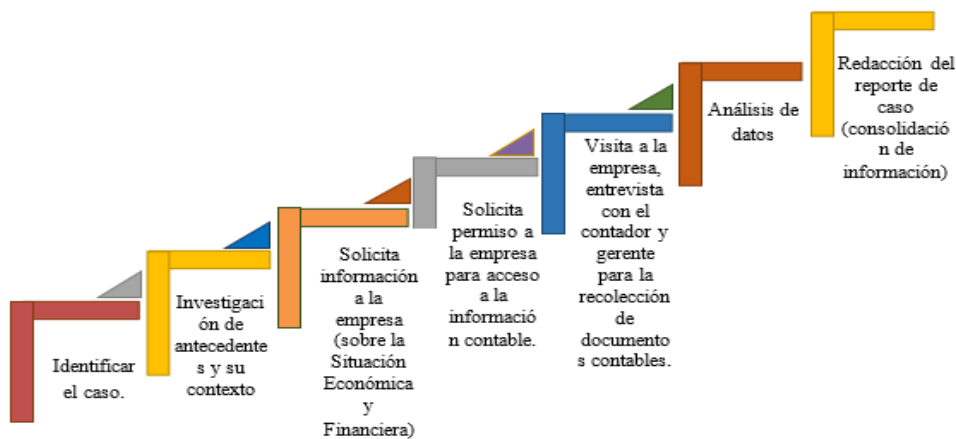 Identificar
el caso.
Investigaci
ón de
antecedente
s y su
contexto
Solicita
información
a la
empresa
(sobre la
Situación
Económica
y
Financiera)
Solicita
permiso a
la empresa
para acceso
a la
informació
n contable.
Visita a la
empresa,
entrevista
con el
contador y
gerente
para la
recolección
de
documento
s contables.
Análisis de
datos
Redacción del
reporte de
caso
(consolidació
n de
información)